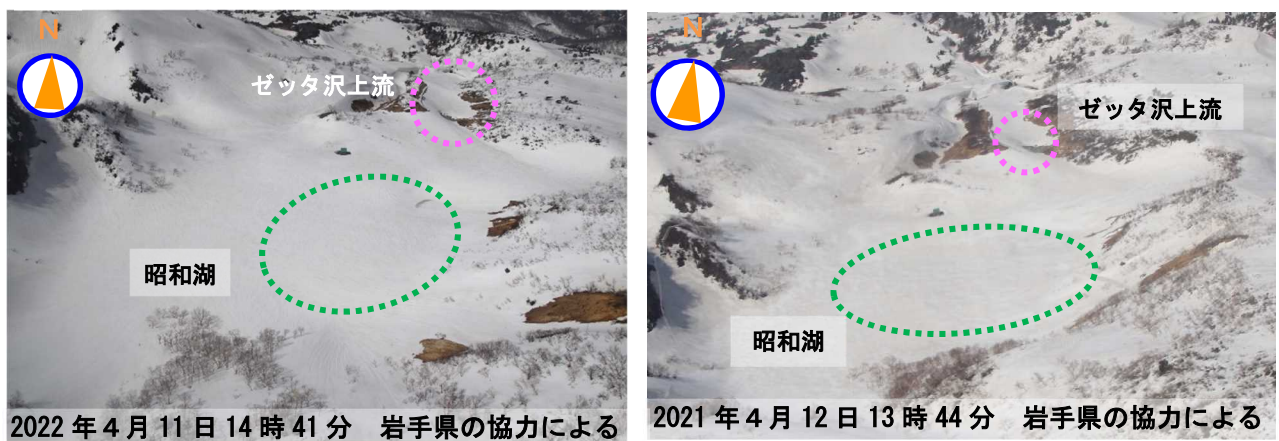 N
ゼッタ沢上流
昭和湖
2022年4月11日14時41分 岩手県の協力による
N
ゼッタ沢上流
昭和湖
2021年4月12日13時44分 岩手県の協力による